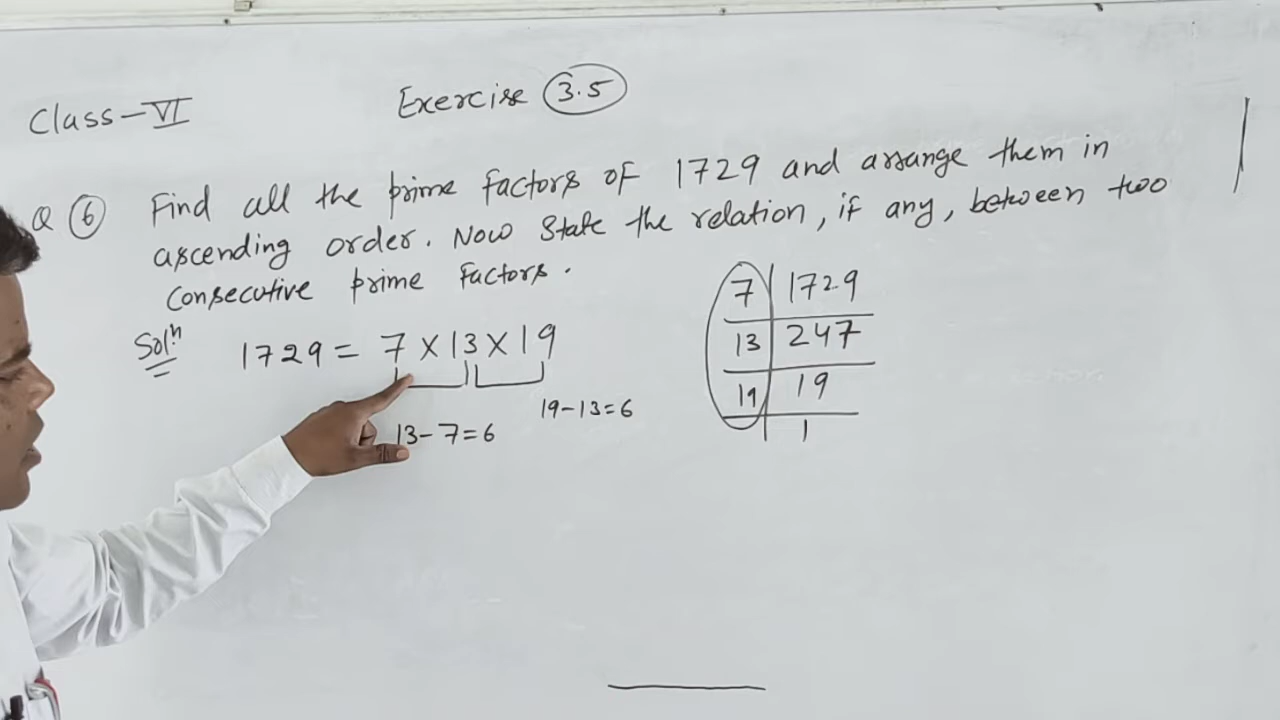 Class-VI
Exercise 3.5
Q 6 Find all the prime factors of 1729 and arrange them in
ascending order. Now State the relation, if any, between two
Consecutive prime factors.
Solⁿ.
1729 = 7 × 13 × 19
13-7=6
19-13=6
7 | 1729
13 | 247
19 | 19
| 1